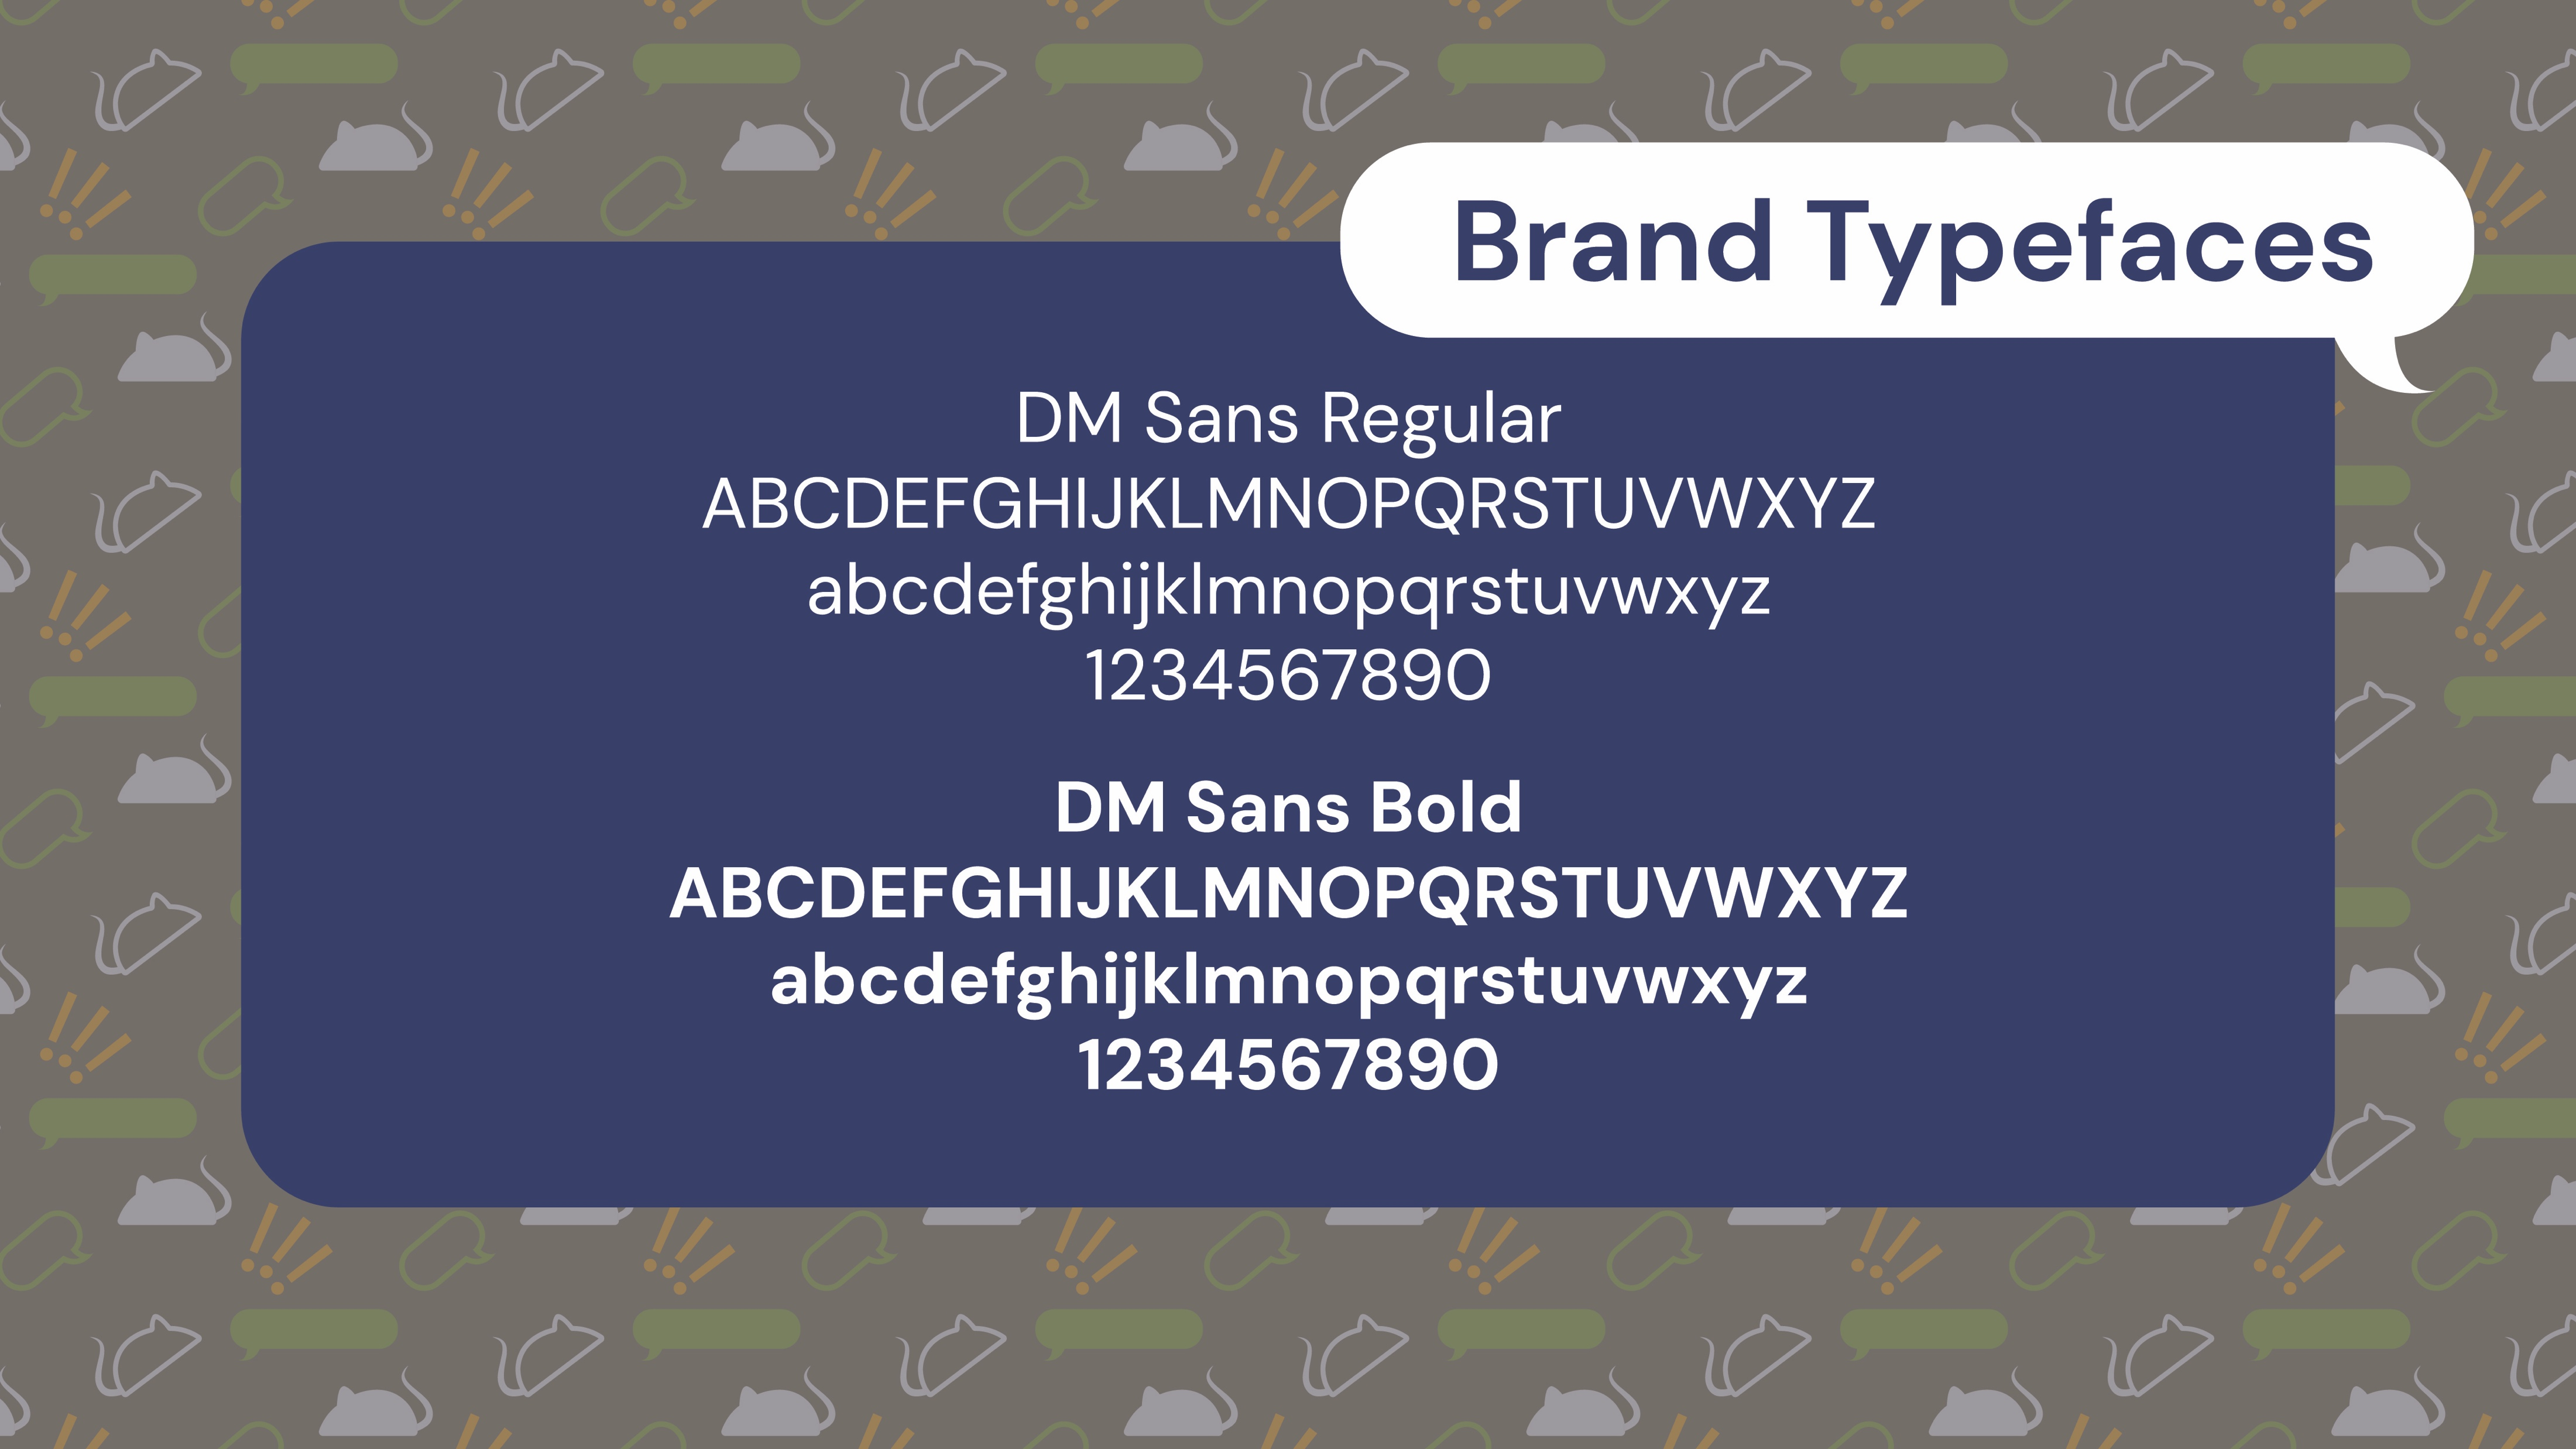 Brand Typefaces
DM Sans Regular
ABCDEFGHIJKLMNOPQRSTUVWXYZ
abcdefghijklmnopqrstuvwxyz
1234567890
DM Sans Bold
ABCDEFGHIJKLMNOPQRSTUVWXYZ
abcdefghijklmnopqrstuvwxyz
1234567890